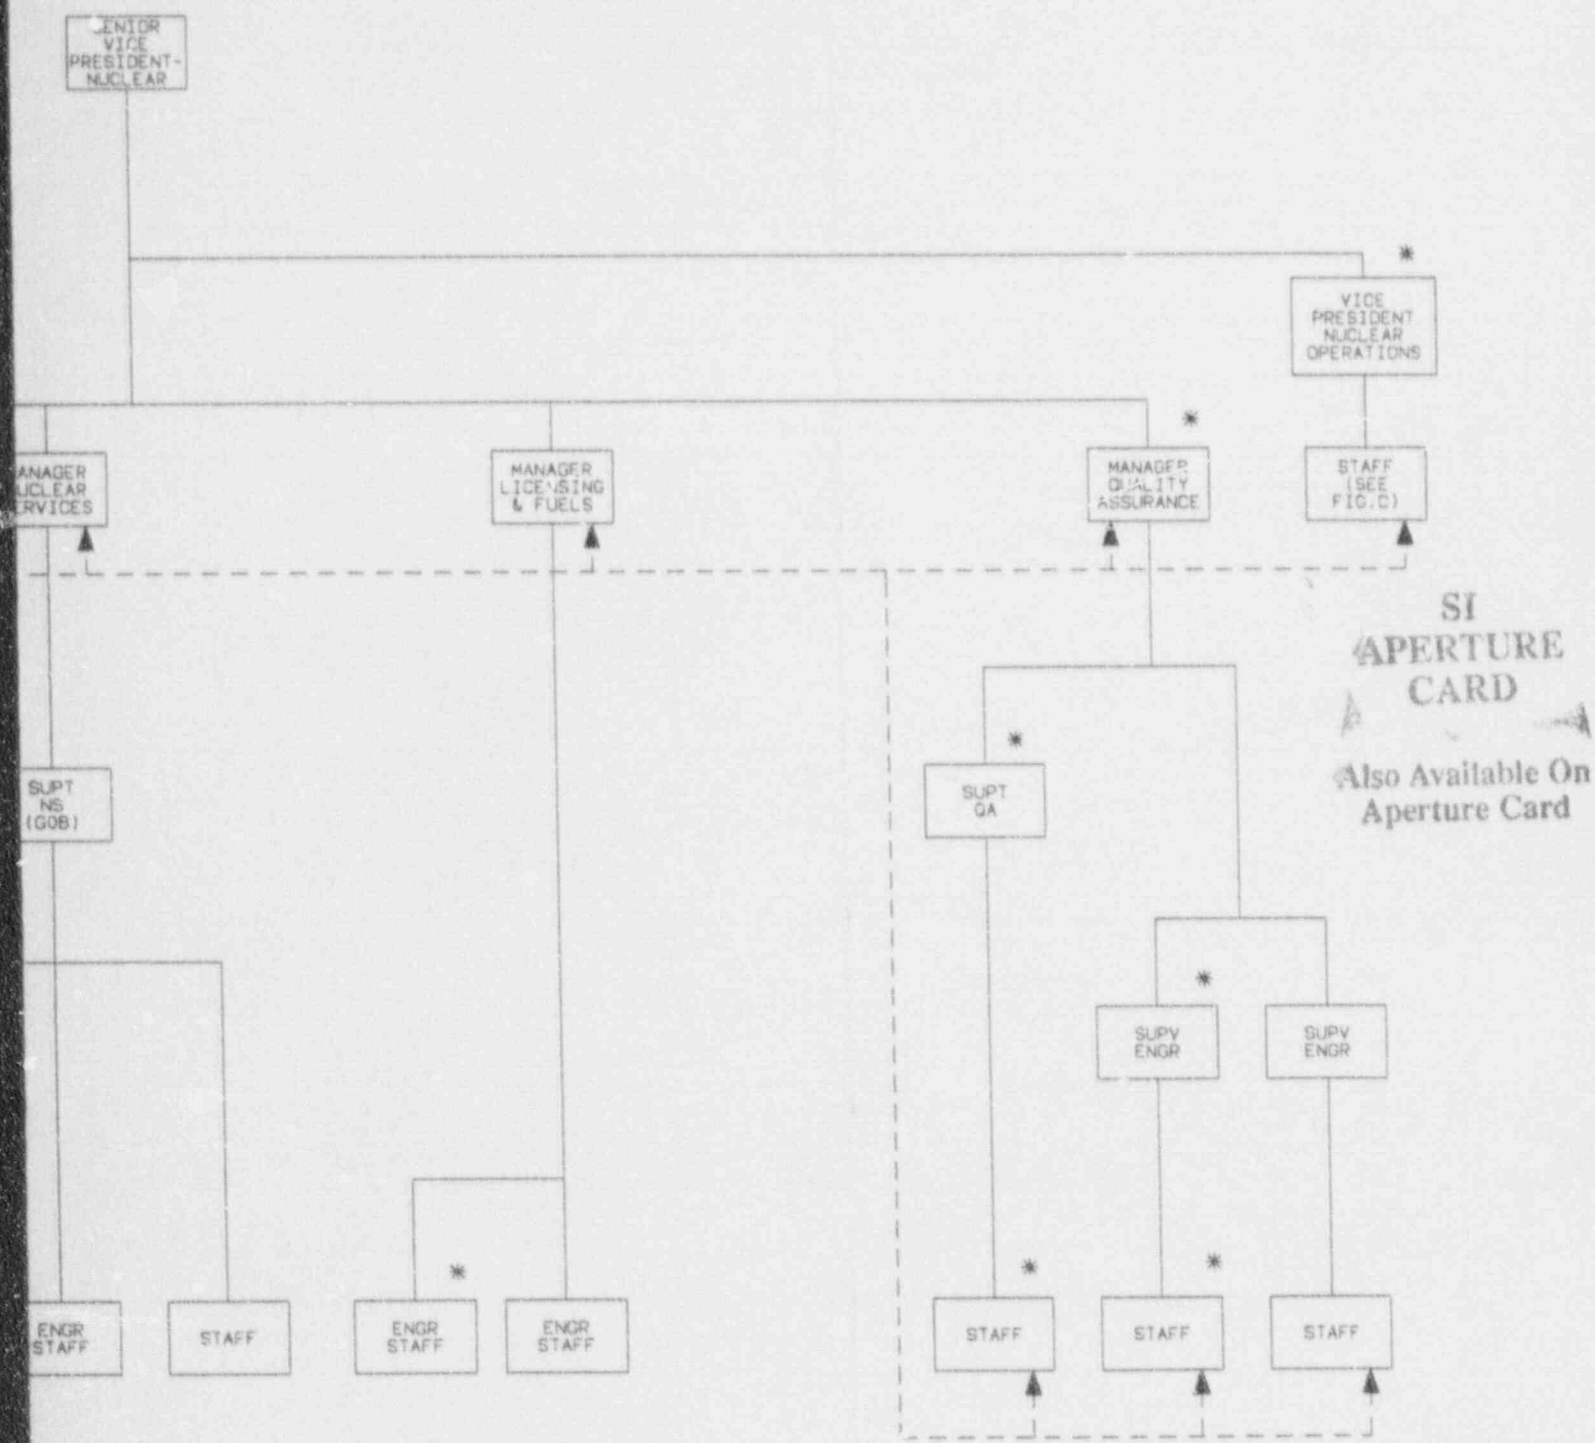 SENIOR
VICE
PRESIDENT-
NUCLEAR
*
VICE
PRESIDENT
NUCLEAR
OPERATIONS
*
ANAGER
UCLEAR
ERVICES
MANAGER
LICENSING
& FUELS
MANAGER
QUALITY
ASSURANCE
STAFF
(SEE
FIG.C)
SI
APERTURE
CARD
Also Available On
Aperture Card
*
SUPT
NS
(GOB)
SUPT
QA
*
SUPV
ENGR
SUPV
ENGR
*
*
*
ENGR
STAFF
STAFF
ENGR
STAFF
ENGR
STAFF
STAFF
STAFF
STAFF